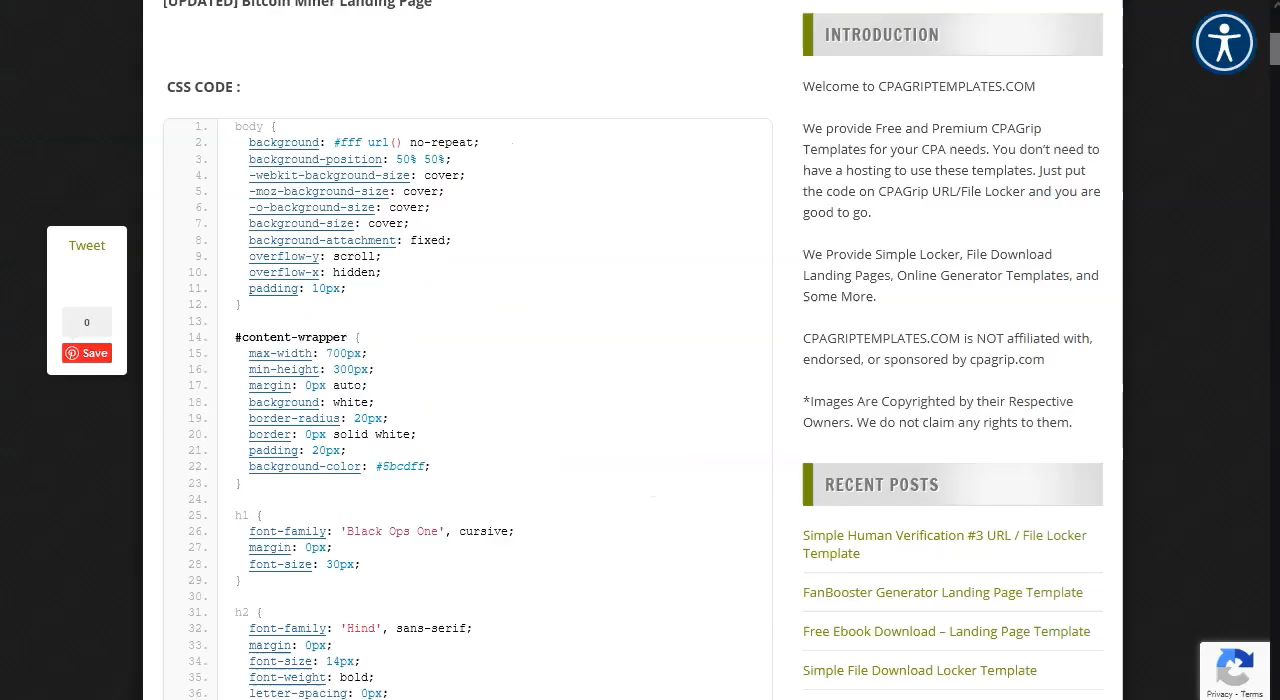 [UPDATED] Bitcoin Miner Landing Page
CSS CODE :
1. body {
2. background: #fff url() no-repeat;
3. background-position: 50% 50%;
4. -webkit-background-size: cover;
5. -moz-background-size: cover;
6. -o-background-size: cover;
7. background-size: cover;
8. background-attachment: fixed;
9. overflow-y: scroll;
10. overflow-x: hidden;
11. padding: 10px;
12. }
13.
14. #content-wrapper {
15. max-width: 700px;
16. min-height: 300px;
17. margin: 0px auto;
18. background: white;
19. border-radius: 20px;
20. border: 0px solid white;
21. padding: 20px;
22. background-color: #5bcdff;
23. }
24.
25. h1 {
26. font-family: 'Black Ops One', cursive;
27. margin: 0px;
28. font-size: 30px;
29. }
30.
31. h2 {
32. font-family: 'Hind', sans-serif;
33. margin: 0px;
34. font-size: 14px;
35. font-weight: bold;
36. letter-spacing: 0px;
Tweet
0
Save
INTRODUCTION
Welcome to CPAGRIPTEMPLATES.COM
We provide Free and Premium CPAGrip
Templates for your CPA needs. You don’t need to
have a hosting to use these templates. Just put
the code on CPAGrip URL/File Locker and you are
good to go.
We Provide Simple Locker, File Download
Landing Pages, Online Generator Templates, and
Some More.
CPAGRIPTEMPLATES.COM is NOT affiliated with,
endorsed, or sponsored by cpagrip.com
*Images Are Copyrighted by their Respective
Owners. We do not claim any rights to them.
RECENT POSTS
Simple Human Verification #3 URL / File Locker
Template
FanBooster Generator Landing Page Template
Free Ebook Download – Landing Page Template
Simple File Download Locker Template
Privacy - Terms